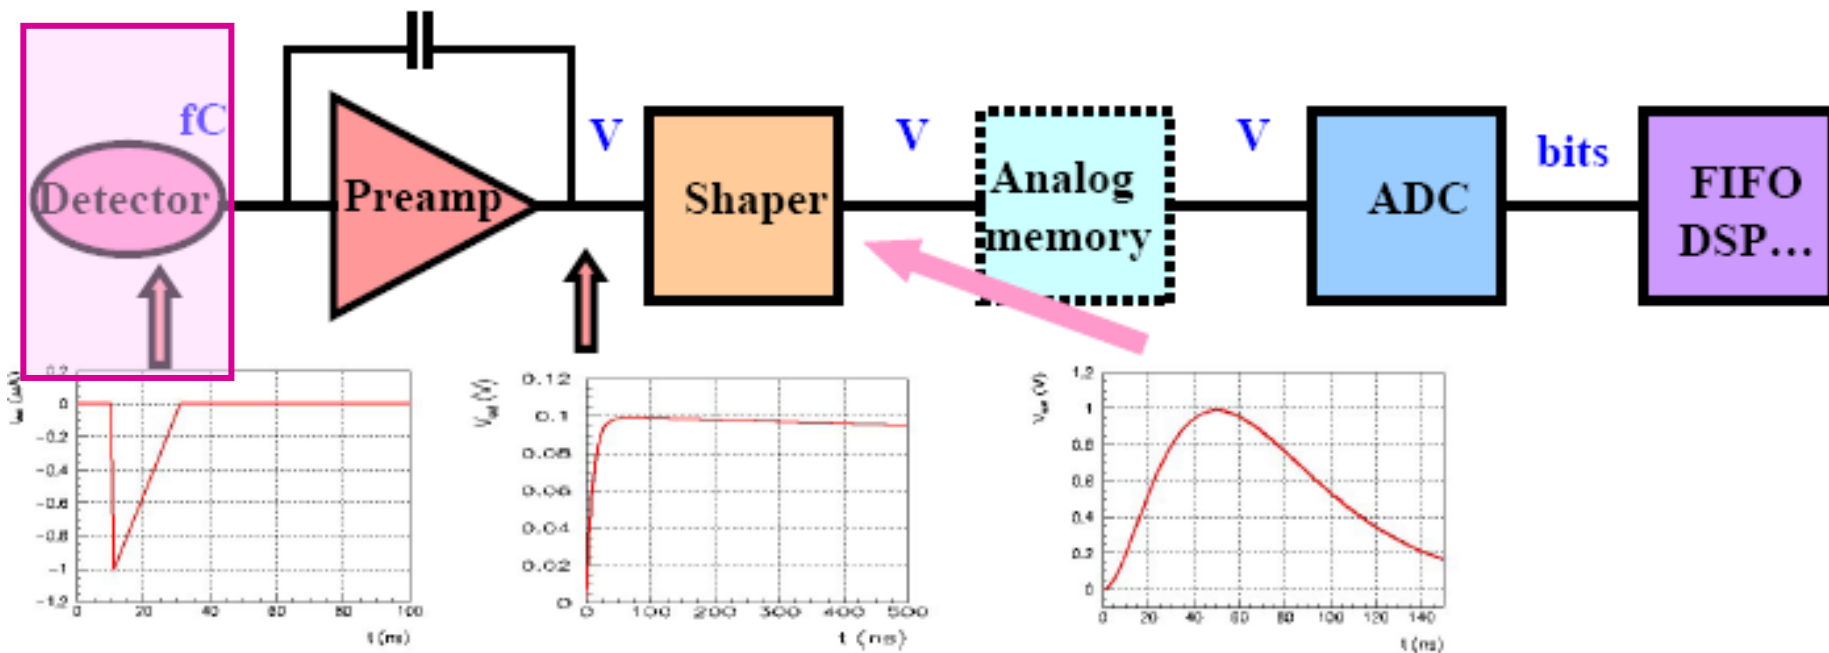 fC
Detector
Preamp
V
Shaper
V
Analog
memory
V
ADC
bits
FIFO
DSP…
0.2
0
-0.2
-0.4
-0.6
-0.8
-1
-1.2
0 20 40 60 80 100
t (ns)
V (V)
0.12
0.1
0.08
0.06
0.04
0.02
0
0 100 200 300 400 500
t (ns)
V (V)
1.2
1
0.8
0.6
0.4
0.2
0
0 20 40 60 80 100 120 140
t (ns)